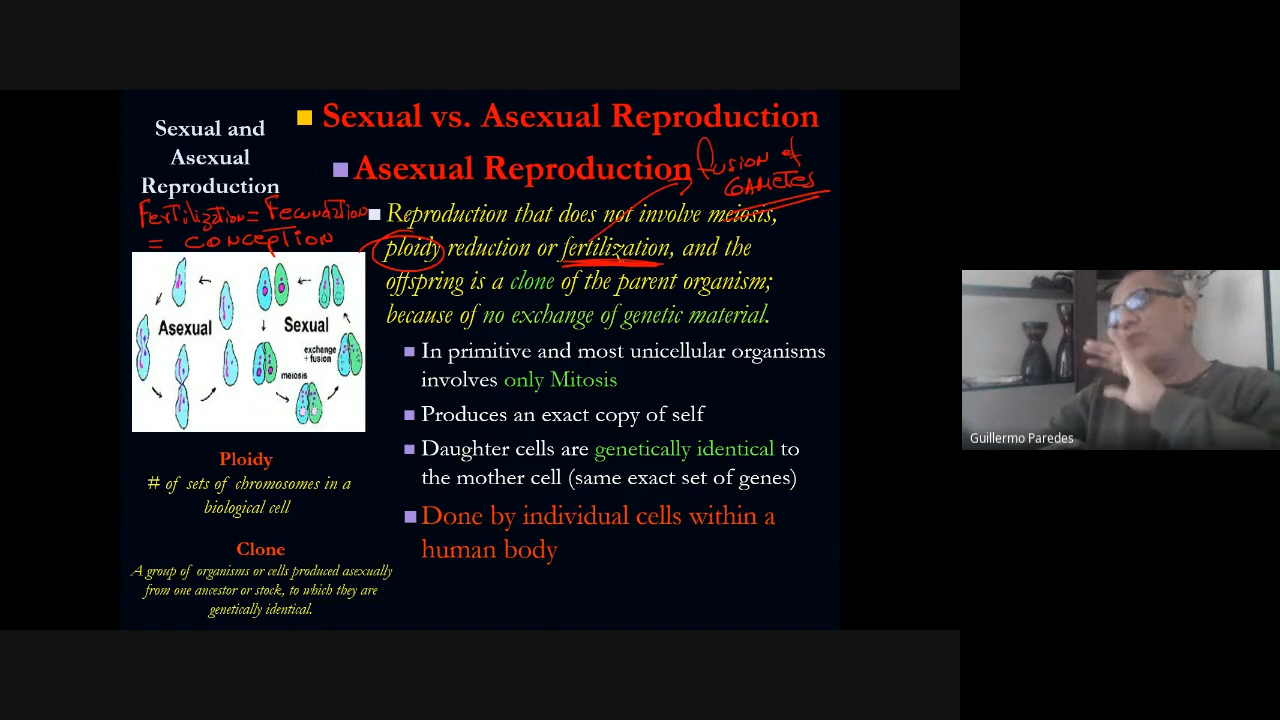 Sexual and
Asexual
Reproduction
Fertilization = Fecundation
= CONCEPTION
Asexual
Sexual
exchange
+
fusion
meiosis
Ploidy
# of sets of chromosomes in a
biological cell
Clone
A group of organisms or cells produced asexually
from one ancestor or stock, to which they are
genetically identical.
Sexual vs. Asexual Reproduction
Asexual Reproduction
fusion of
GAMETES
Reproduction that does not involve meiosis,
ploidy reduction or fertilization, and the
offspring is a clone of the parent organism;
because of no exchange of genetic material.
In primitive and most unicellular organisms
involves only Mitosis
Produces an exact copy of self
Daughter cells are genetically identical to
the mother cell (same exact set of genes)
Done by individual cells within a
human body
Guillermo Paredes